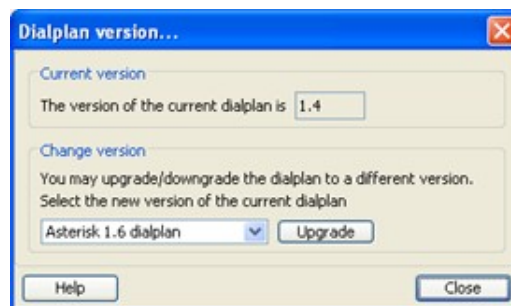 Dialplan version...
Current version
The version of the current dialplan is 1.4
Change version
You may upgrade/downgrade the dialplan to a different version.
Select the new version of the current dialplan
Asterisk 1.6 dialplan Upgrade
Help Close